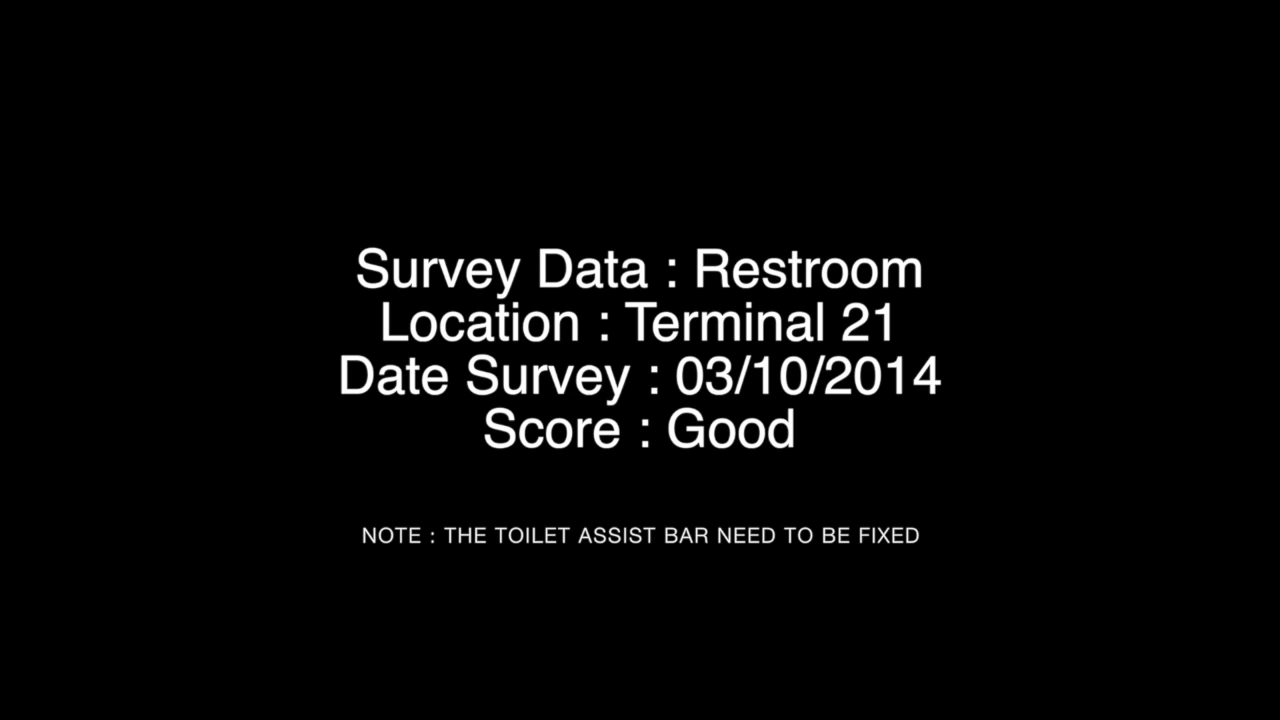 Survey Data : Restroom
Location : Terminal 21
Date Survey : 03/10/2014
Score : Good
NOTE : THE TOILET ASSIST BAR NEED TO BE FIXED